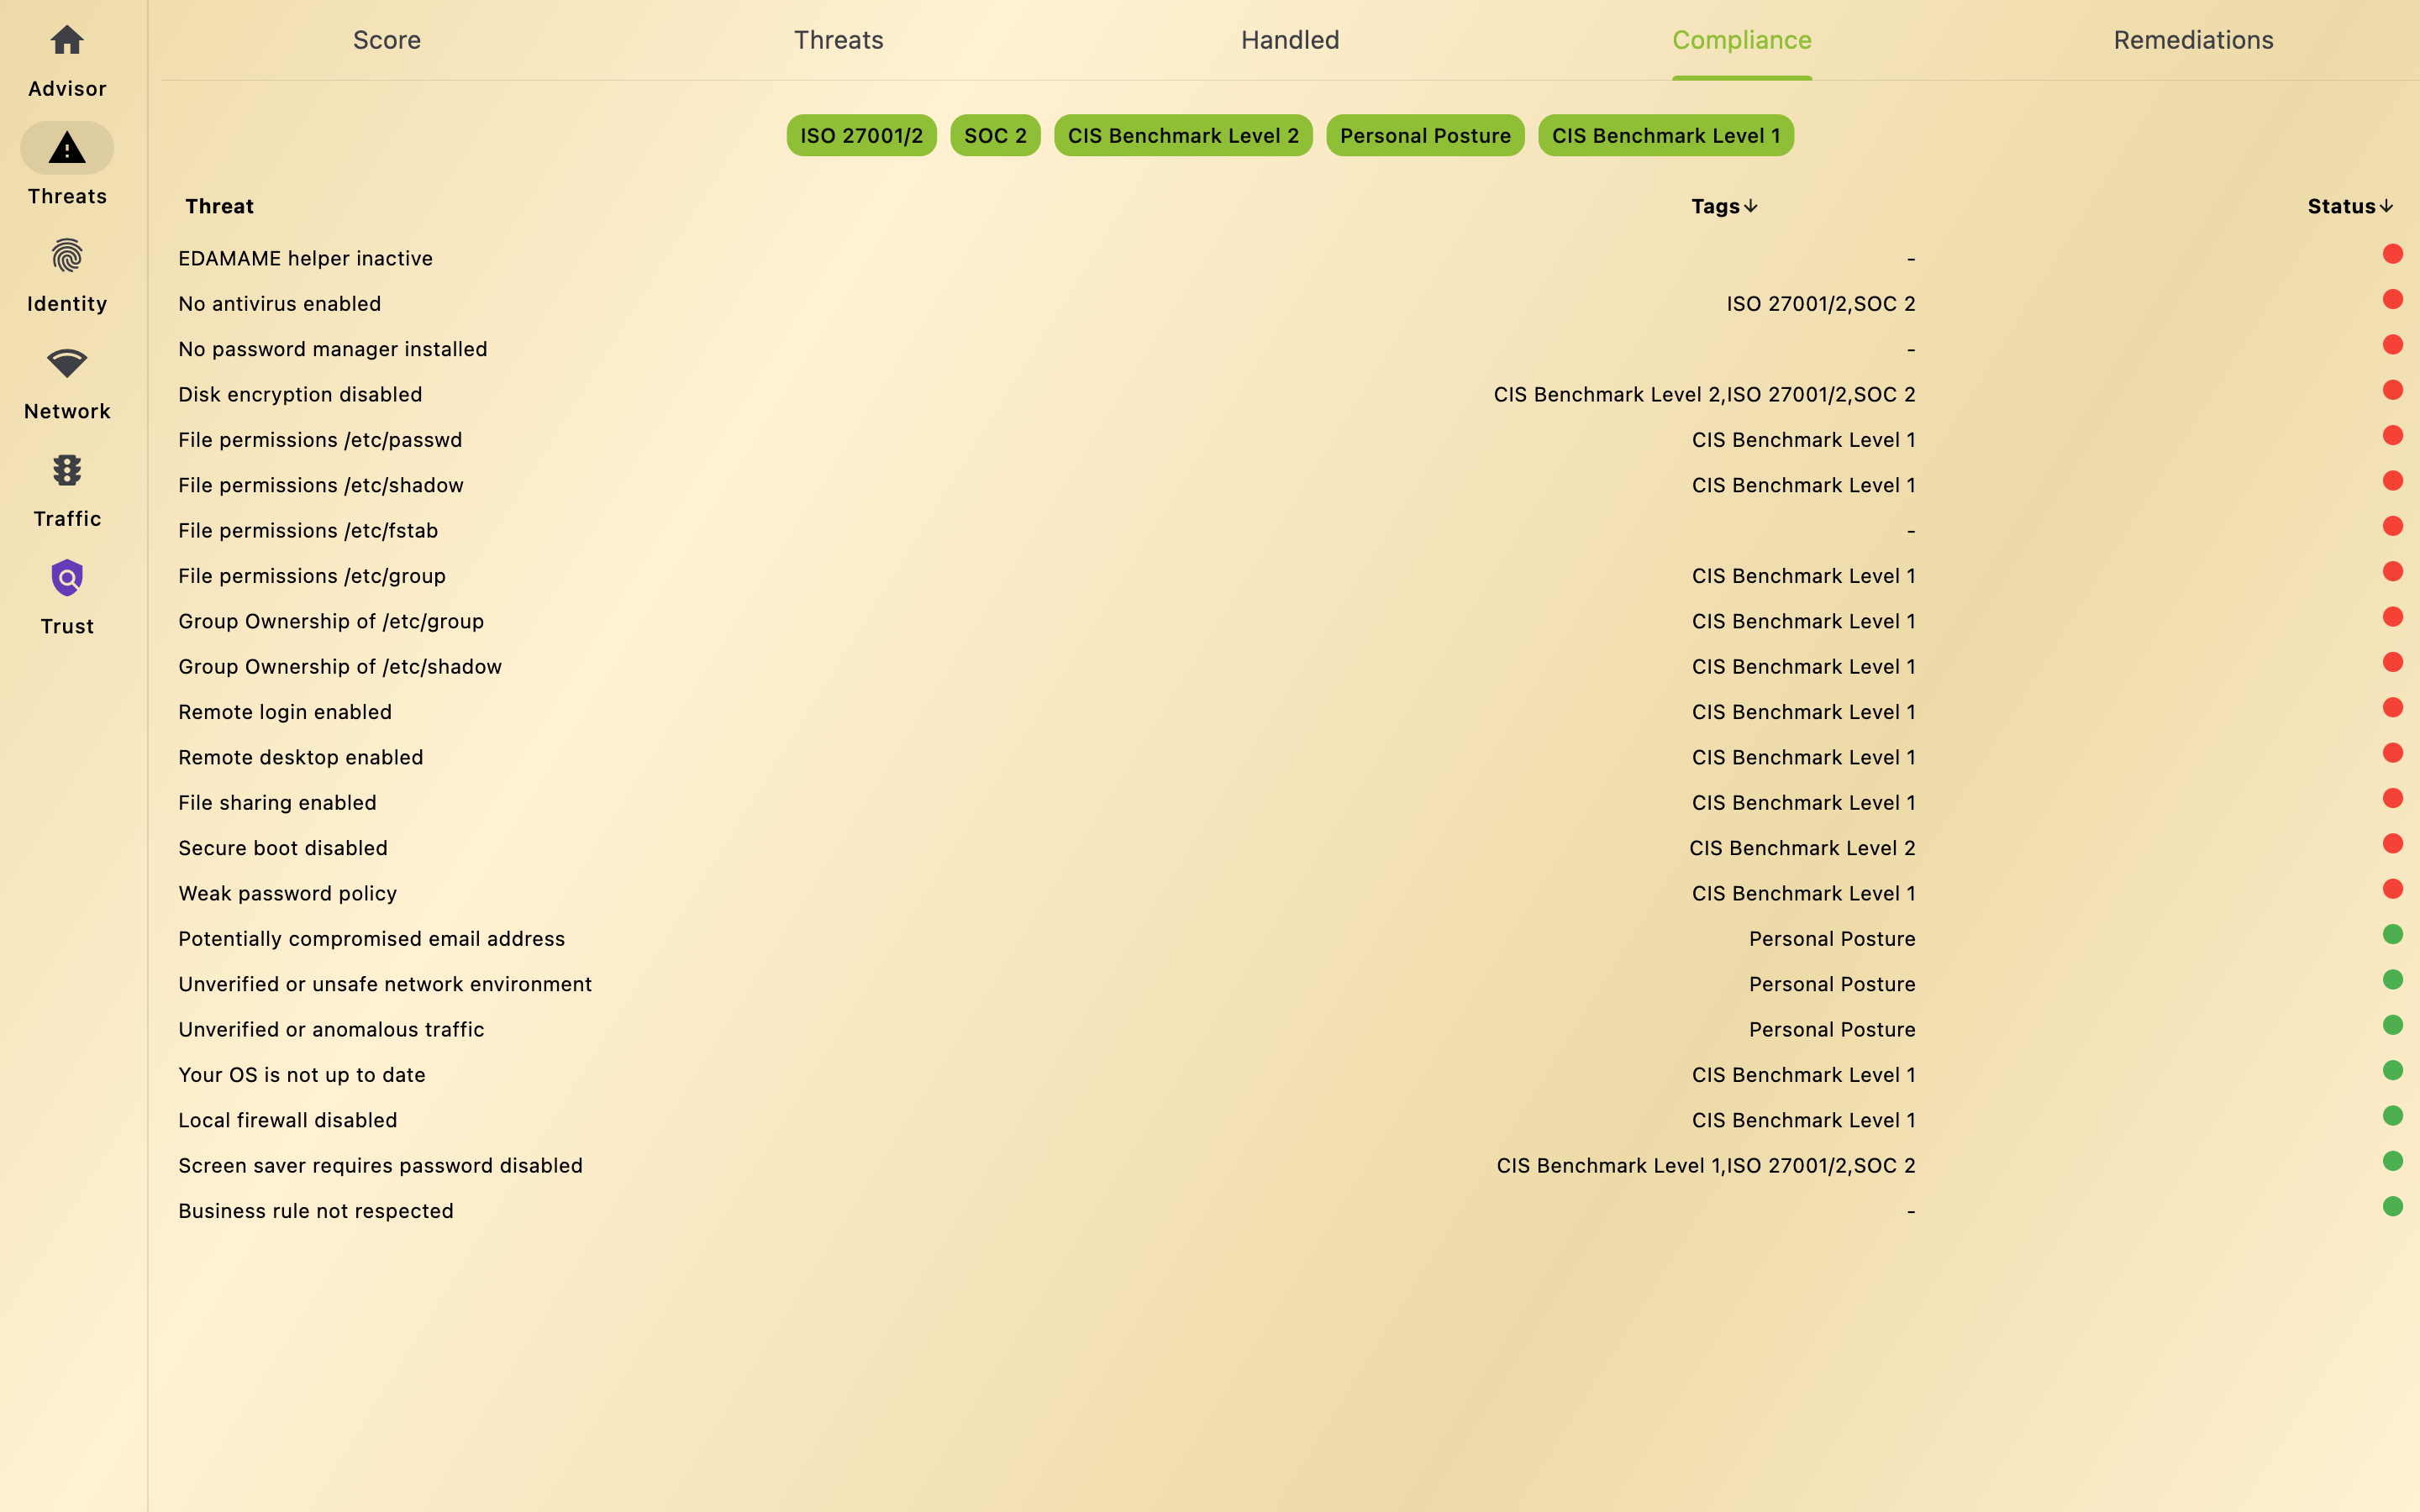 Advisor
Threats
Identity
Network
Traffic
Trust
Score Threats Handled Compliance Remediations
ISO 27001/2 SOC 2 CIS Benchmark Level 2 Personal Posture CIS Benchmark Level 1
Threat Tags↓ Status↓
EDAMAME helper inactive -
No antivirus enabled ISO 27001/2,SOC 2
No password manager installed -
Disk encryption disabled CIS Benchmark Level 2,ISO 27001/2,SOC 2
File permissions /etc/passwd CIS Benchmark Level 1
File permissions /etc/shadow CIS Benchmark Level 1
File permissions /etc/fstab -
File permissions /etc/group CIS Benchmark Level 1
Group Ownership of /etc/group CIS Benchmark Level 1
Group Ownership of /etc/shadow CIS Benchmark Level 1
Remote login enabled CIS Benchmark Level 1
Remote desktop enabled CIS Benchmark Level 1
File sharing enabled CIS Benchmark Level 1
Secure boot disabled CIS Benchmark Level 2
Weak password policy CIS Benchmark Level 1
Potentially compromised email address Personal Posture
Unverified or unsafe network environment Personal Posture
Unverified or anomalous traffic Personal Posture
Your OS is not up to date CIS Benchmark Level 1
Local firewall disabled CIS Benchmark Level 1
Screen saver requires password disabled CIS Benchmark Level 1,ISO 27001/2,SOC 2
Business rule not respected -